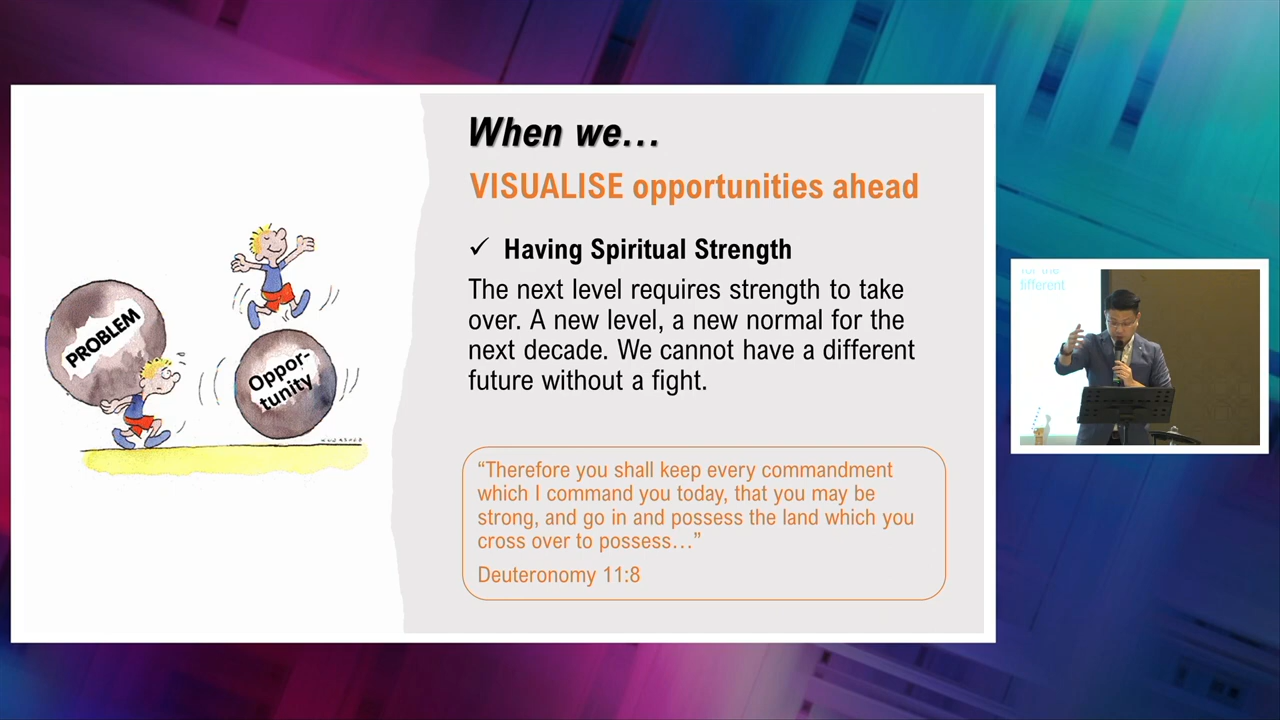 When we…
VISUALISE opportunities ahead
✓ Having Spiritual Strength
The next level requires strength to take
over. A new level, a new normal for the
next decade. We cannot have a different
future without a fight.
“Therefore you shall keep every commandment
which I command you today, that you may be
strong, and go in and possess the land which you
cross over to possess…”
Deuteronomy 11:8
PROBLEM
Oppor-
tunity
different